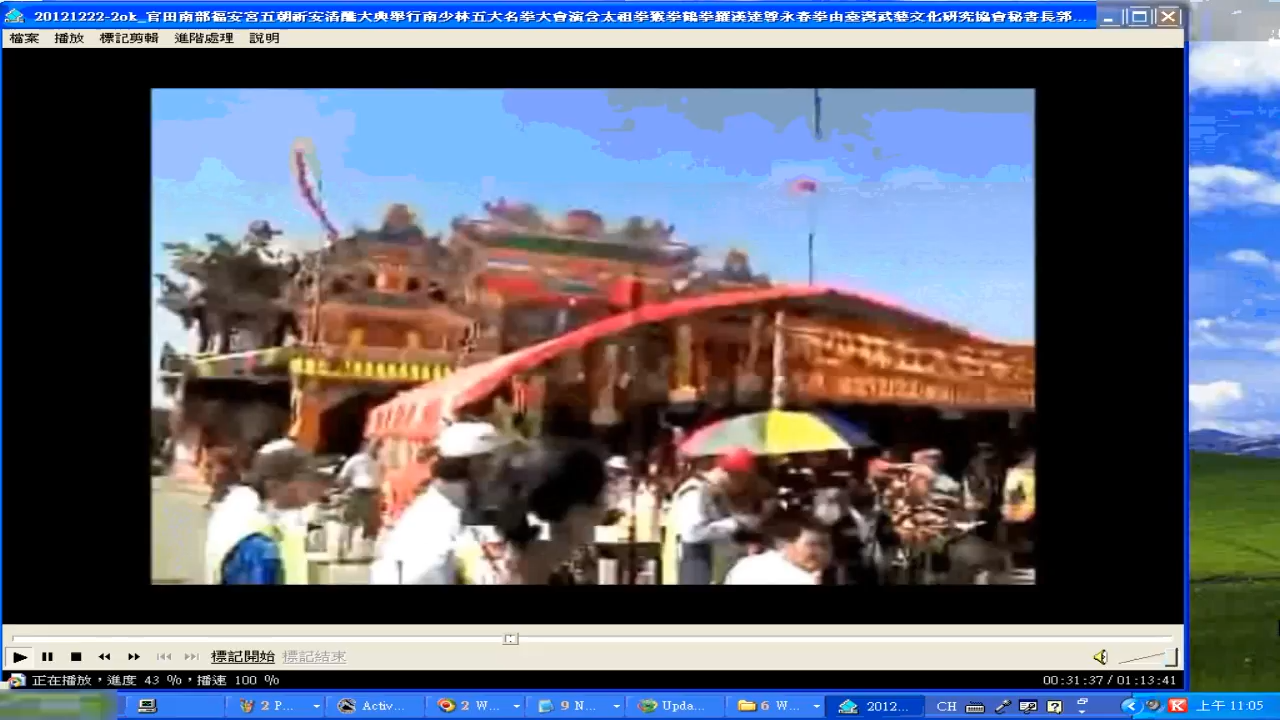 20121222-2ok_官田南部福安宮五朝祈安清醮大典舉行南少林五大名拳大會演含太祖拳猴拳鶴拳羅漢達尊永春拳由臺灣武藝文化研究協會秘書長郭...
檔案 播放 標記剪輯 進階處理 說明
標記開始 標記結束
正在播放，進度 43 %，播速 100 %
00:31:37 / 01:13:41
2 P... Activ... 2 W... 9 N... Upda... 6 W... 2012... CH 上午 11:05